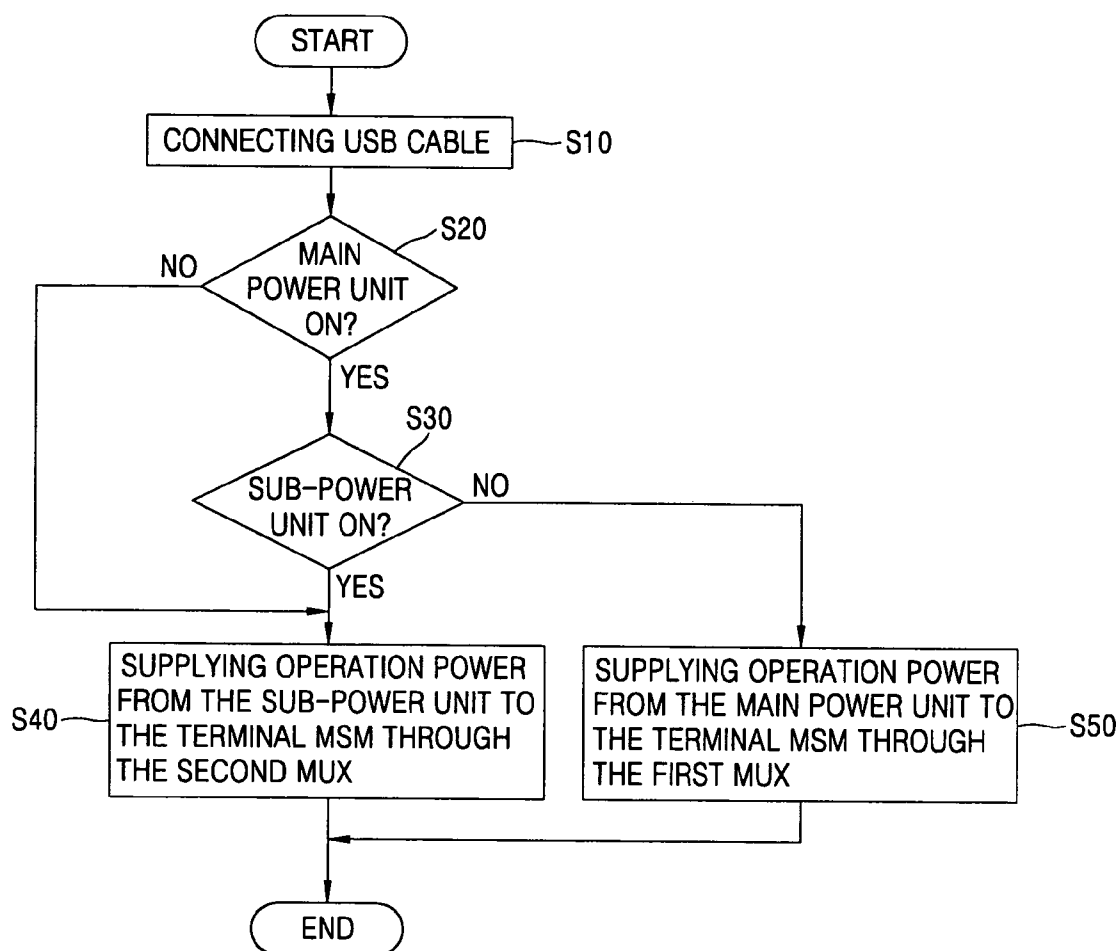 START
CONNECTING USB CABLE
S10
S20
MAIN
POWER UNIT
ON?
NO
YES
S30
SUB-POWER
UNIT ON?
NO
YES
SUPPLYING OPERATION POWER
FROM THE SUB-POWER UNIT TO
THE TERMINAL MSM THROUGH
THE SECOND MUX
S40
SUPPLYING OPERATION POWER
FROM THE MAIN POWER UNIT TO
THE TERMINAL MSM THROUGH
THE FIRST MUX
S50
END